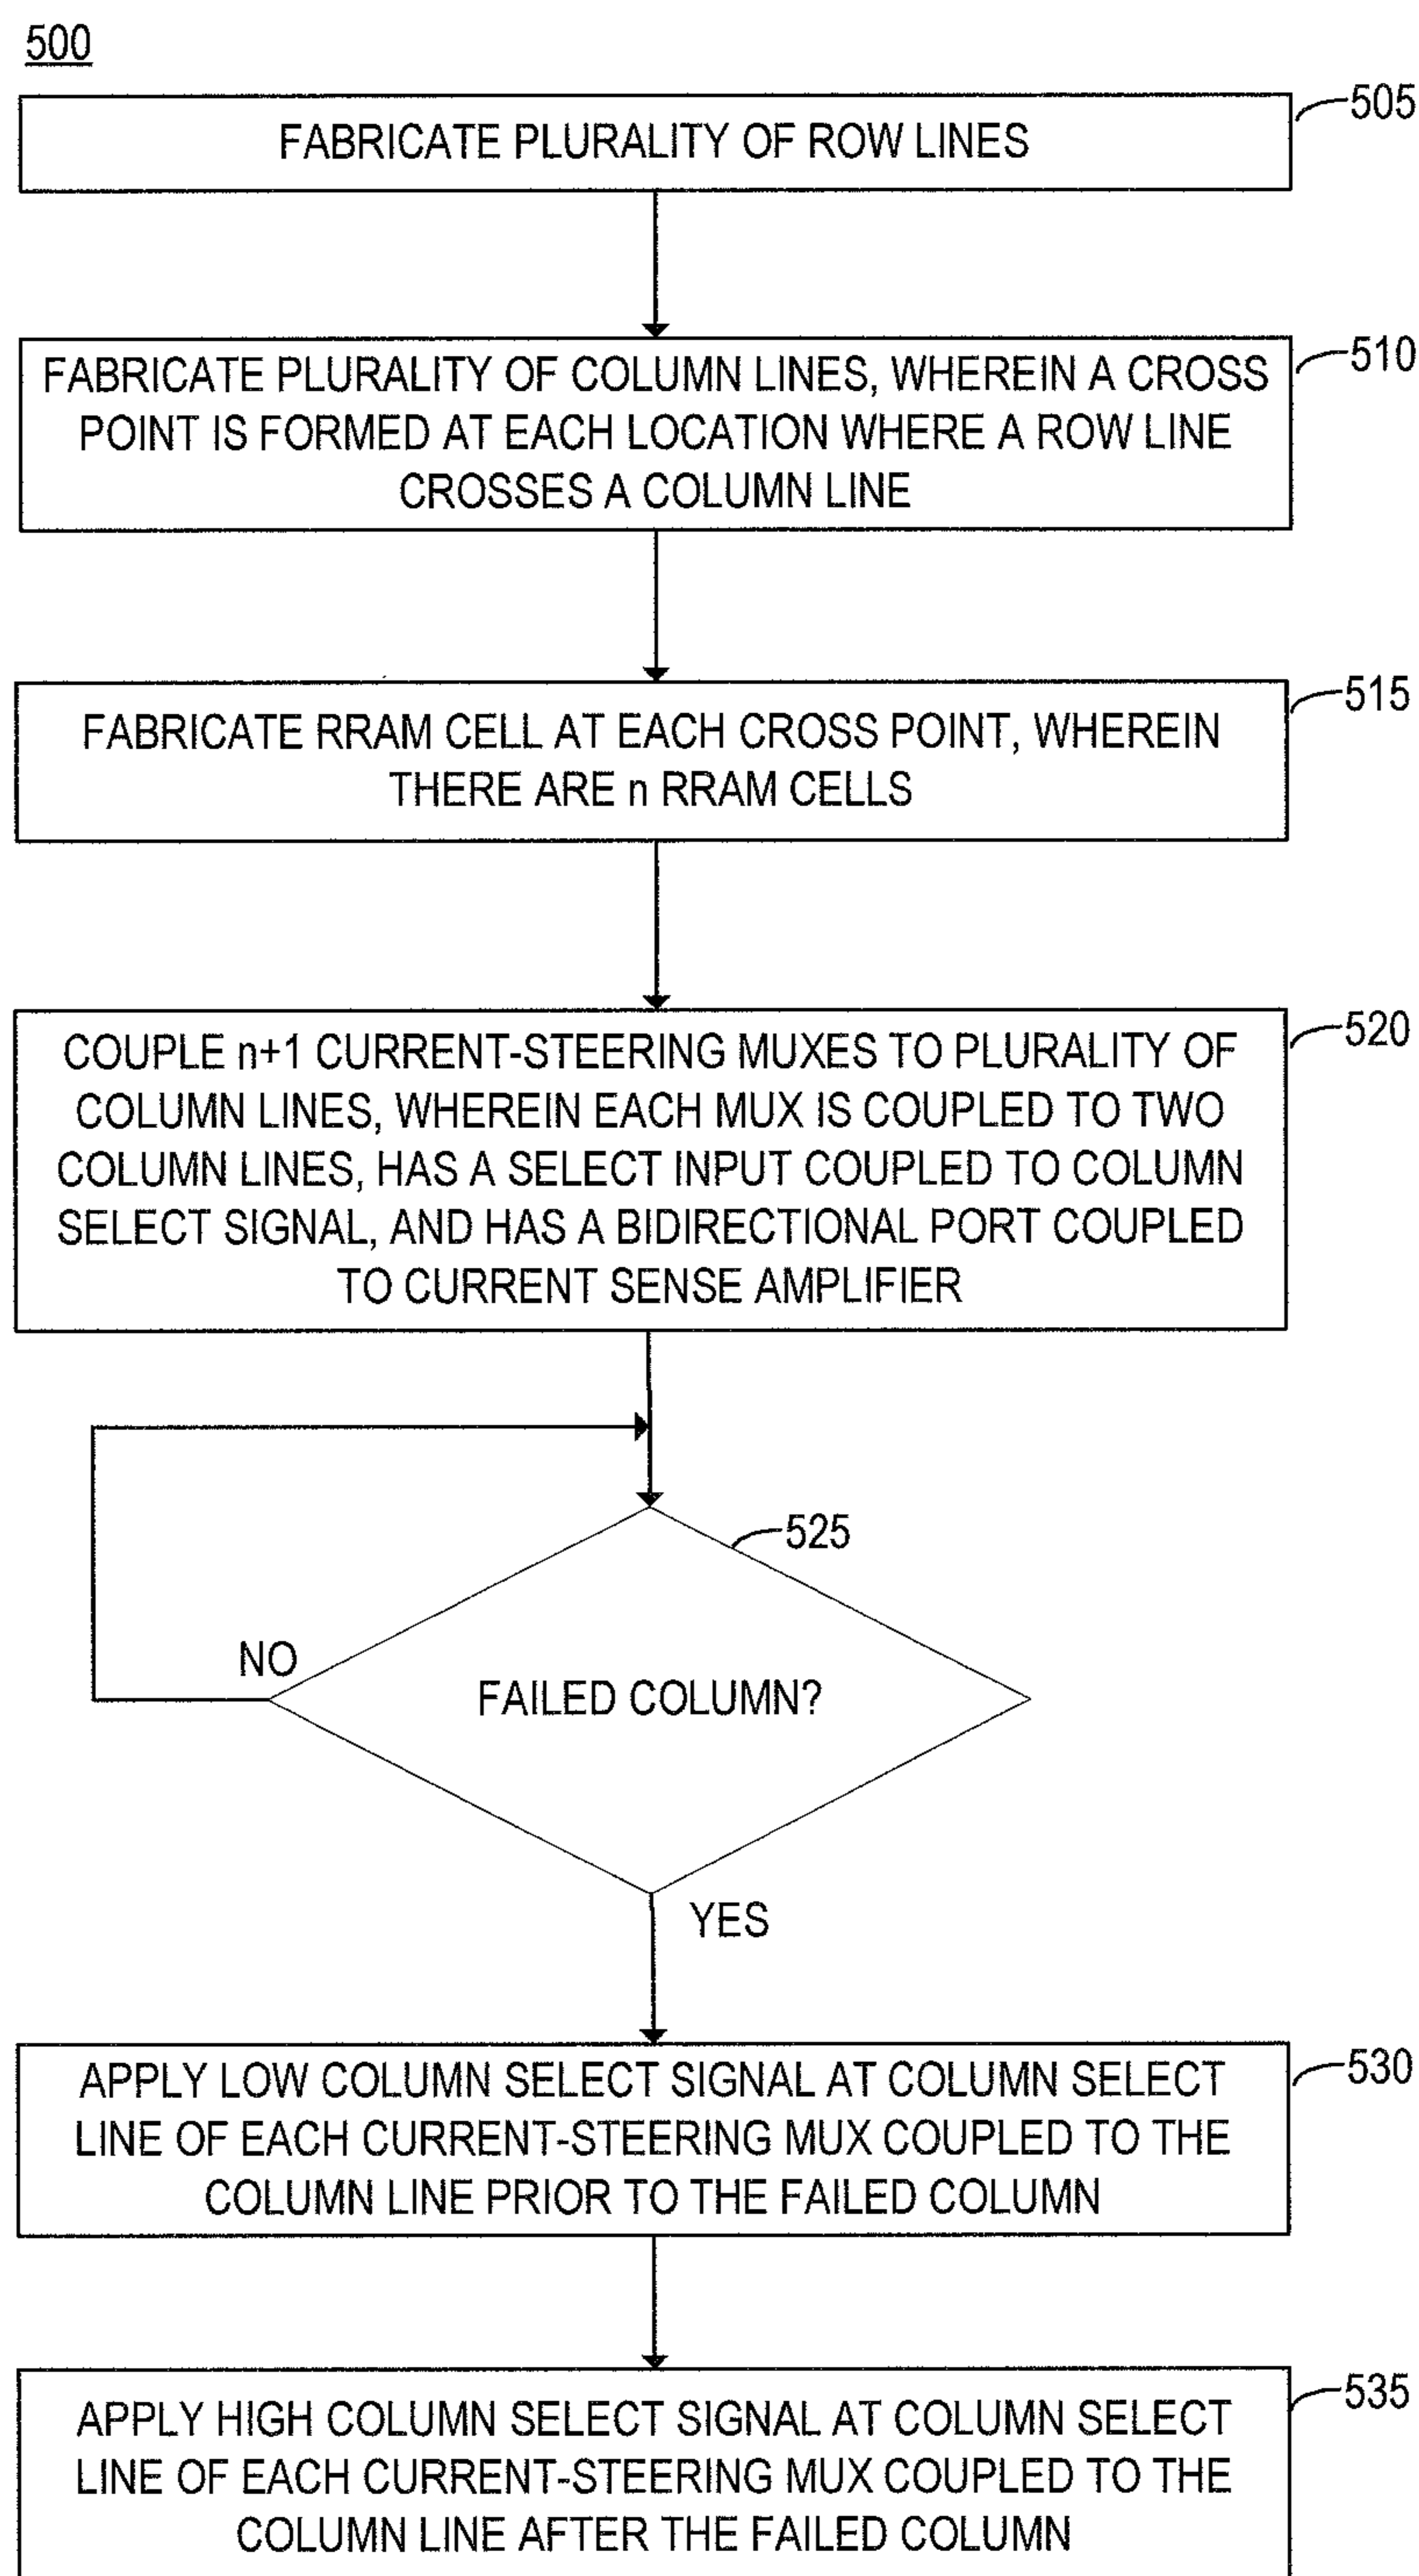 500
505
FABRICATE PLURALITY OF ROW LINES
510
FABRICATE PLURALITY OF COLUMN LINES, WHEREIN A CROSS
POINT IS FORMED AT EACH LOCATION WHERE A ROW LINE
CROSSES A COLUMN LINE
515
FABRICATE RRAM CELL AT EACH CROSS POINT, WHEREIN
THERE ARE n RRAM CELLS
520
COUPLE n+1 CURRENT-STEERING MUXES TO PLURALITY OF
COLUMN LINES, WHEREIN EACH MUX IS COUPLED TO TWO
COLUMN LINES, HAS A SELECT INPUT COUPLED TO COLUMN
SELECT SIGNAL, AND HAS A BIDIRECTIONAL PORT COUPLED
TO CURRENT SENSE AMPLIFIER
525
NO
FAILED COLUMN?
YES
530
APPLY LOW COLUMN SELECT SIGNAL AT COLUMN SELECT
LINE OF EACH CURRENT-STEERING MUX COUPLED TO THE
COLUMN LINE PRIOR TO THE FAILED COLUMN
535
APPLY HIGH COLUMN SELECT SIGNAL AT COLUMN SELECT
LINE OF EACH CURRENT-STEERING MUX COUPLED TO THE
COLUMN LINE AFTER THE FAILED COLUMN